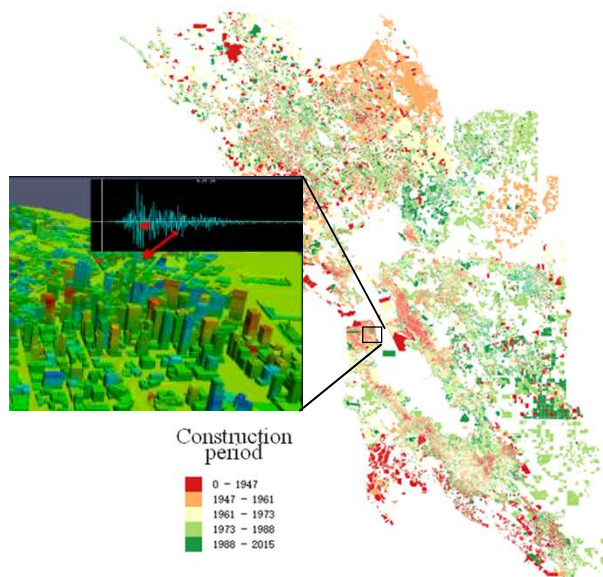 Construction
period
0 - 1947
1947 - 1961
1961 - 1973
1973 - 1988
1988 - 2015